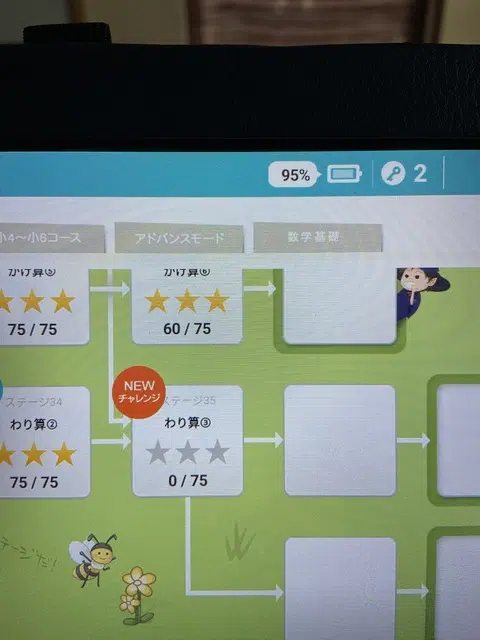 95%
2
小4〜小6コース
アドバンスモード
数学基礎
かけ算⑤
75 / 75
かけ算⑥
60 / 75
ステージ34
わり算②
75 / 75
NEW
チャレンジ
ステージ35
わり算③
0 / 75
テージだ!